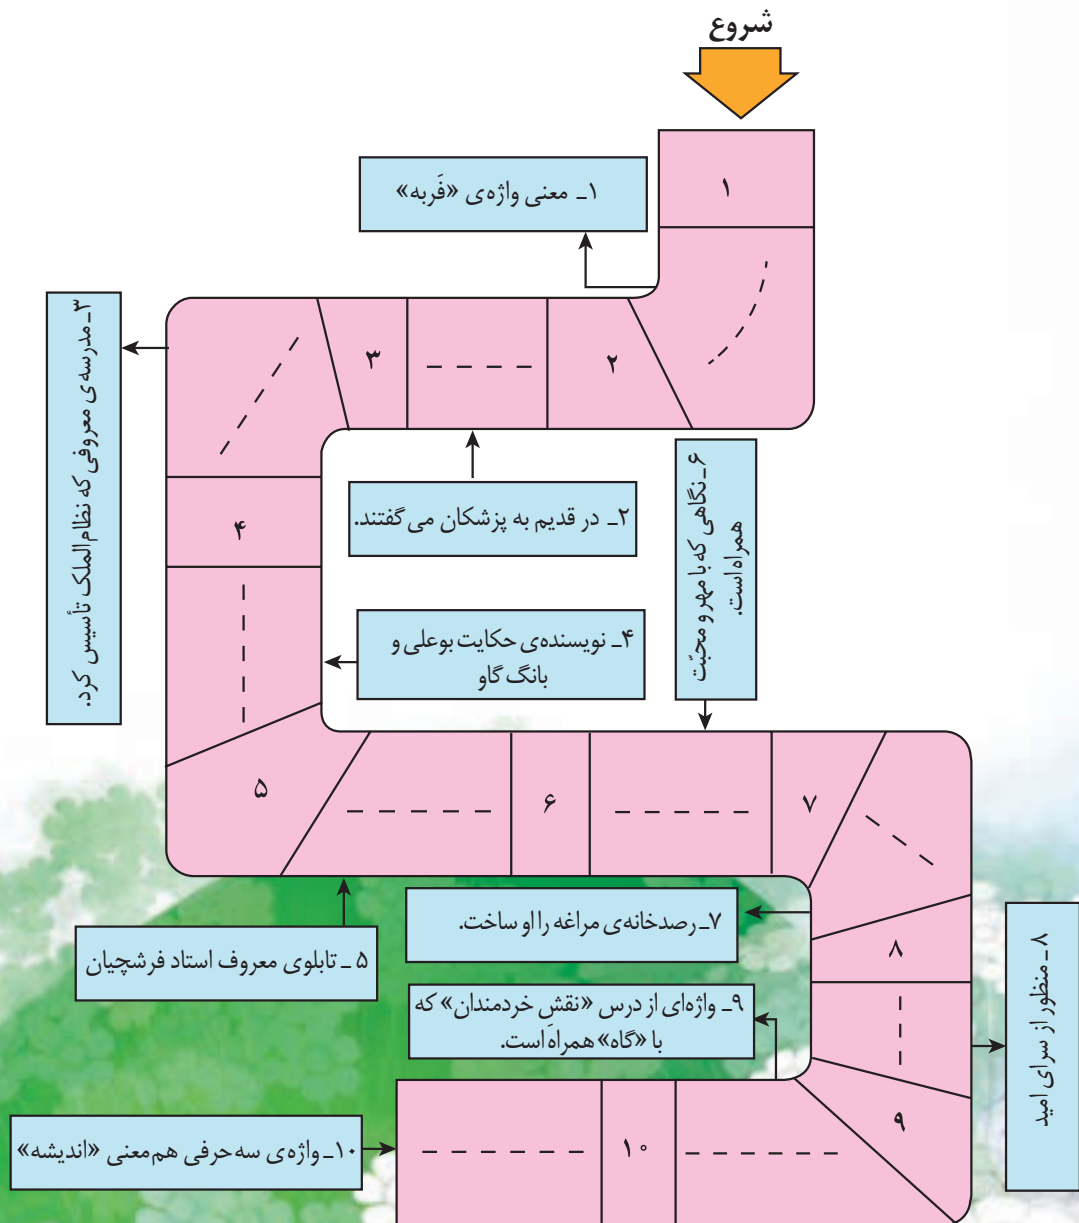 شروع
۱
۱ـ معنی واژه‌ی «فَربه»
۲
۳
۳ـ مدرسه‌ی معروفی که نظام‌الملک تأسیس کرد.
۲ـ در قدیم به پزشکان می‌گفتند.
۶ـ نگاهی که با مهر و محبّت
همراه است.
۴
۴ـ نویسنده‌ی حکایت بوعلی و
بانگ گاو
۵
۶
۷
۷ـ رصدخانه‌ی مراغه را او ساخت.
۵ ـ تابلوی معروف استاد فرشچیان
۸
۸ ـ منظور از سرای امید
۹ـ واژه‌ای از درس «نقشِ خردمندان» که
با «گاه» همراه است.
۹
۱۰
۱۰ـ واژه‌ی سه حرفی هم‌معنی «اندیشه»